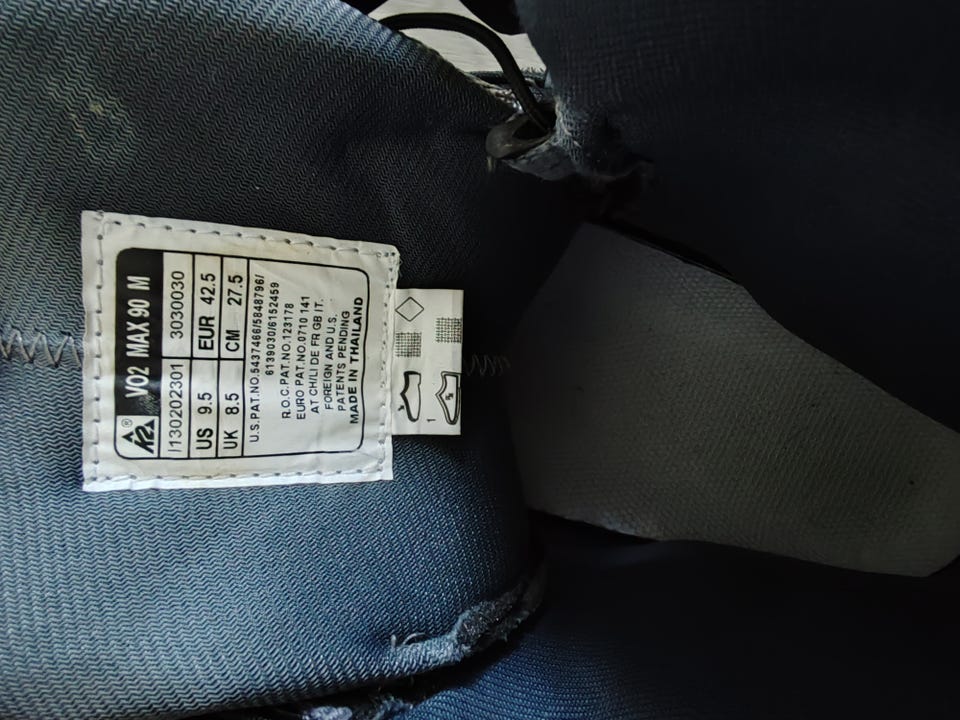 K2® VO2 MAX 90 M
I130202301 3030030
US 9.5 EUR 42.5
UK 8.5 CM 27.5
U.S.PAT.NO.5437466/5848796/
6139030/6152459
R.O.C.PAT.NO.123178
EURO PAT.NO.0710 141
AT CH/LI DE FR GB IT.
FOREIGN AND U.S.
PATENTS PENDING
MADE IN THAILAND
1